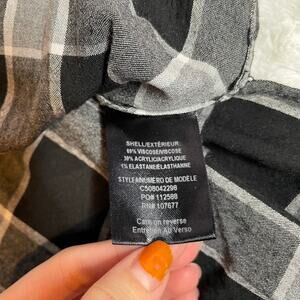 SHELL/EXTÉRIEUR:
69% VISCOSE/VISCOSE
30% ACRYLIC/ACRYLIQUE
1% ELASTANE/ÉLASTHANNE
STYLE#/NUMÉRO DE MODÈLE
C508042298
PO# 112588
RN# 107677
Care on reverse
Entretien Au Verso